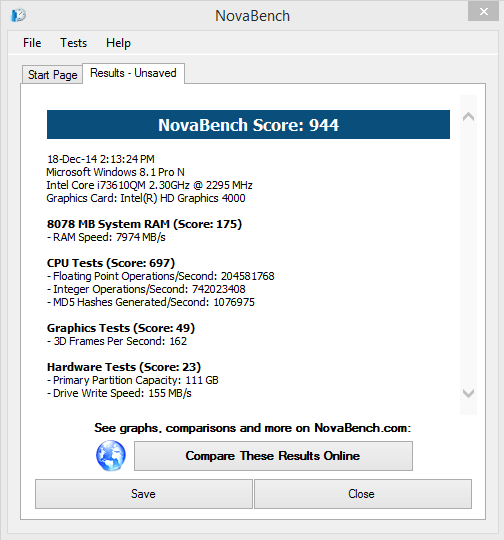 NovaBench
File Tests Help
Start Page Results - Unsaved
NovaBench Score: 944
18-Dec-14 2:13:24 PM
Microsoft Windows 8.1 Pro N
Intel Core i73610QM 2.30GHz @ 2295 MHz
Graphics Card: Intel(R) HD Graphics 4000
8078 MB System RAM (Score: 175)
- RAM Speed: 7974 MB/s
CPU Tests (Score: 697)
- Floating Point Operations/Second: 204581768
- Integer Operations/Second: 742023408
- MD5 Hashes Generated/Second: 1076975
Graphics Tests (Score: 49)
- 3D Frames Per Second: 162
Hardware Tests (Score: 23)
- Primary Partition Capacity: 111 GB
- Drive Write Speed: 155 MB/s
See graphs, comparisons and more on NovaBench.com:
Compare These Results Online
Save Close